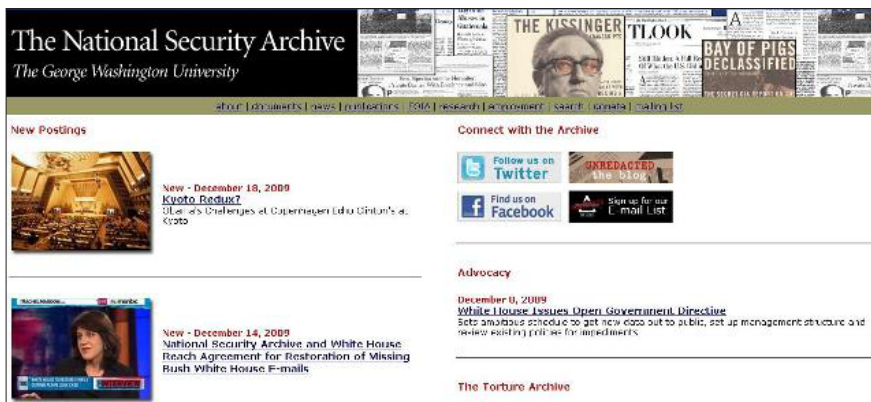 The National Security Archive
The George Washington University
THE KISSINGER
TLOOK
A
BAY OF PIGS
DECLASSIFIED
about | documents | news | publications | FOIA | research | employment | search | donate | mailing list
New Postings
New - December 18, 2009
Kyoto Redux?
Obama's Challenges at Copenhagen Echo Clinton's at
Kyoto
New - December 14, 2009
National Security Archive and White House
Reach Agreement for Restoration of Missing
Bush White House E-mails
Connect with the Archive
Follow us on
Twitter
UNREDACTED
the blog
Find us on
Facebook
Sign up for our
E-mail List
Advocacy
December 8, 2009
White House Issues Open Government Directive
Sets ambitious schedule to get new data out to public, set up management structure and
review existing policies for impediments
The Torture Archive